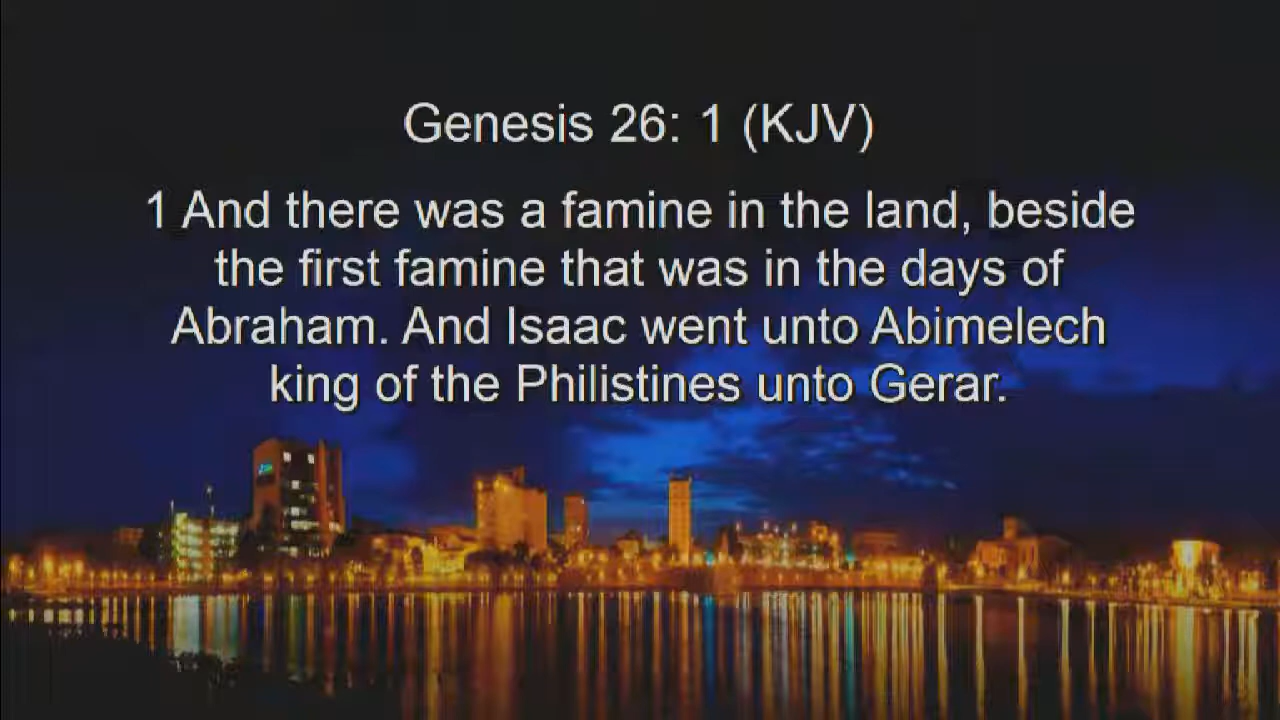 Genesis 26: 1 (KJV)
1 And there was a famine in the land, beside
the first famine that was in the days of
Abraham. And Isaac went unto Abimelech
king of the Philistines unto Gerar.